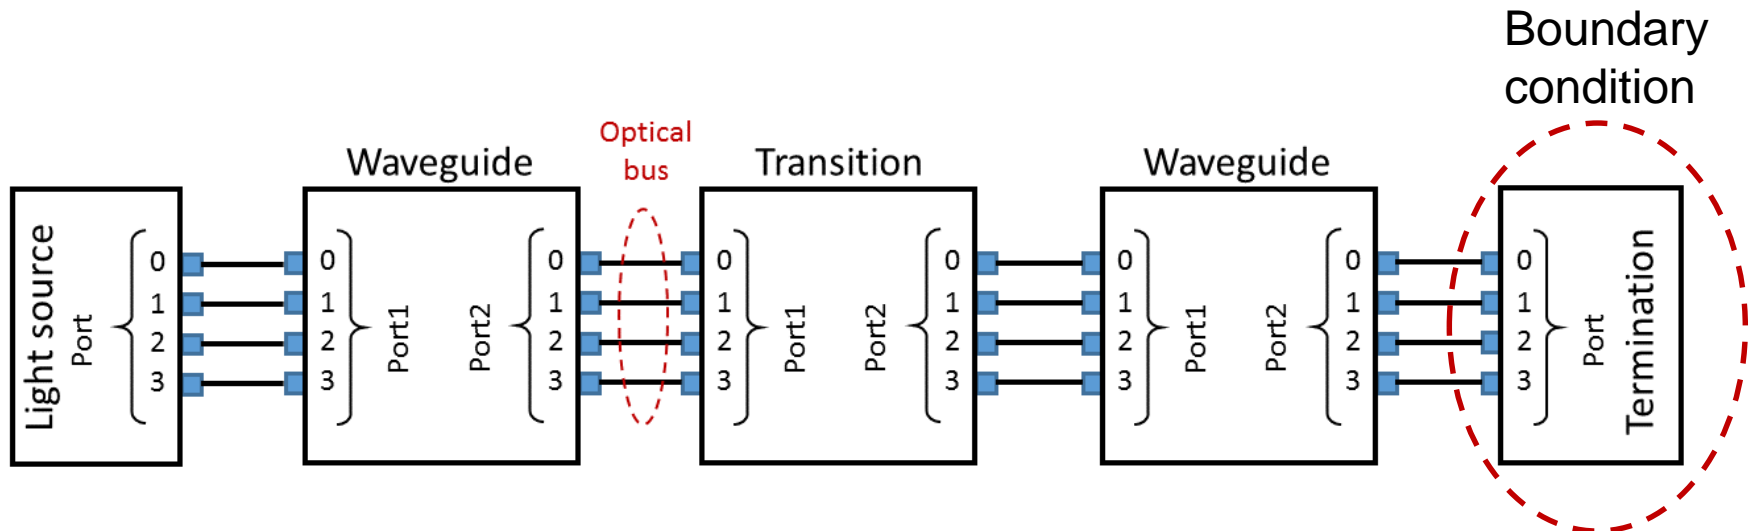 Boundary
condition
Optical
bus
Waveguide
Transition
Waveguide
Light source
Port
0
1
2
3
0
1
2
3
Port1
Port2
0
1
2
3
0
1
2
3
Port1
Port2
0
1
2
3
0
1
2
3
Port1
Port2
0
1
2
3
0
1
2
3
Port
Termination